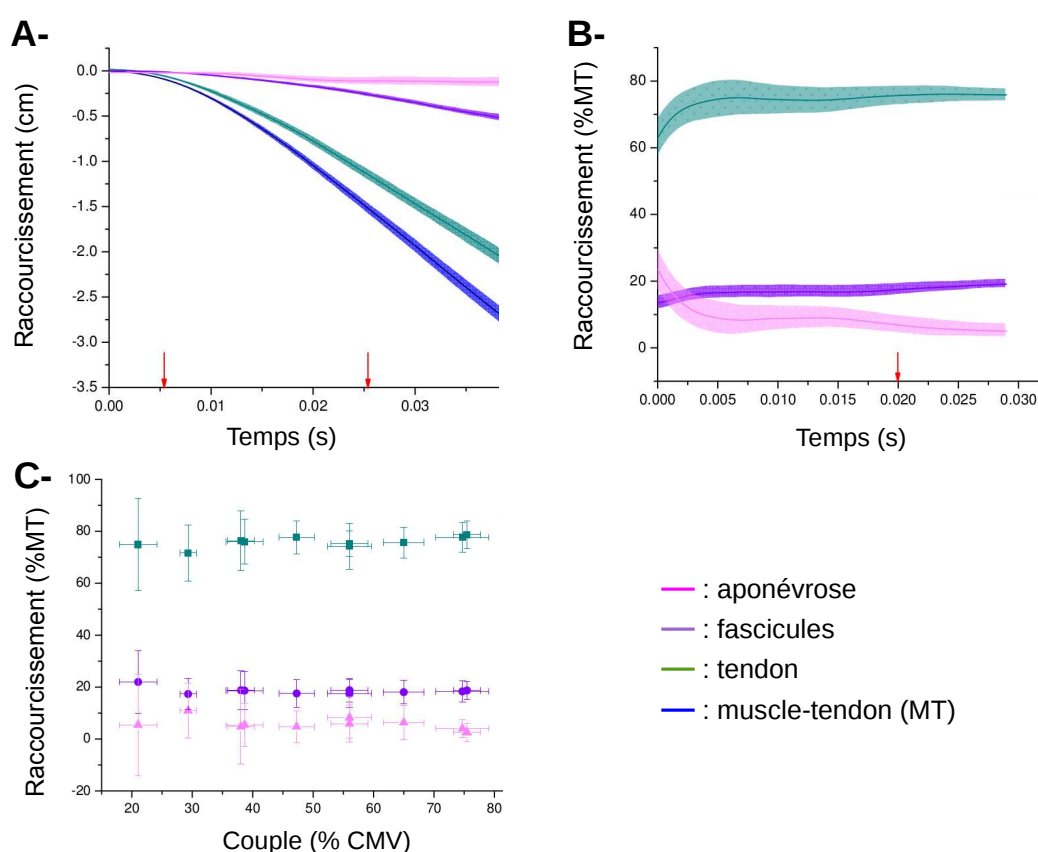 A-
Raccourcissement (cm)
0.0
-0.5
-1.0
-1.5
-2.0
-2.5
-3.0
-3.5
0.00 0.01 0.02 0.03
Temps (s)
B-
Raccourcissement (%MT)
80
60
40
20
0
0.000 0.005 0.010 0.015 0.020 0.025 0.030
Temps (s)
C-
Raccourcissement (%MT)
100
80
60
40
20
0
-20
20 30 40 50 60 70 80
Couple (% CMV)
: aponévrose
: fascicules
: tendon
: muscle-tendon (MT)